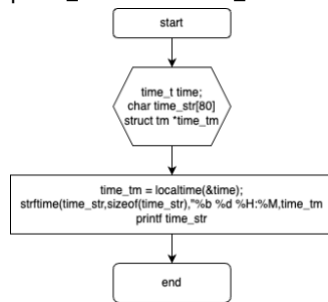 start
time_t time;
char time_str[80]
struct tm *time_tm
time_tm = localtime(&time);
strftime(time_str,sizeof(time_str),"%b %d %H:%M,time_tm
printf time_str
end